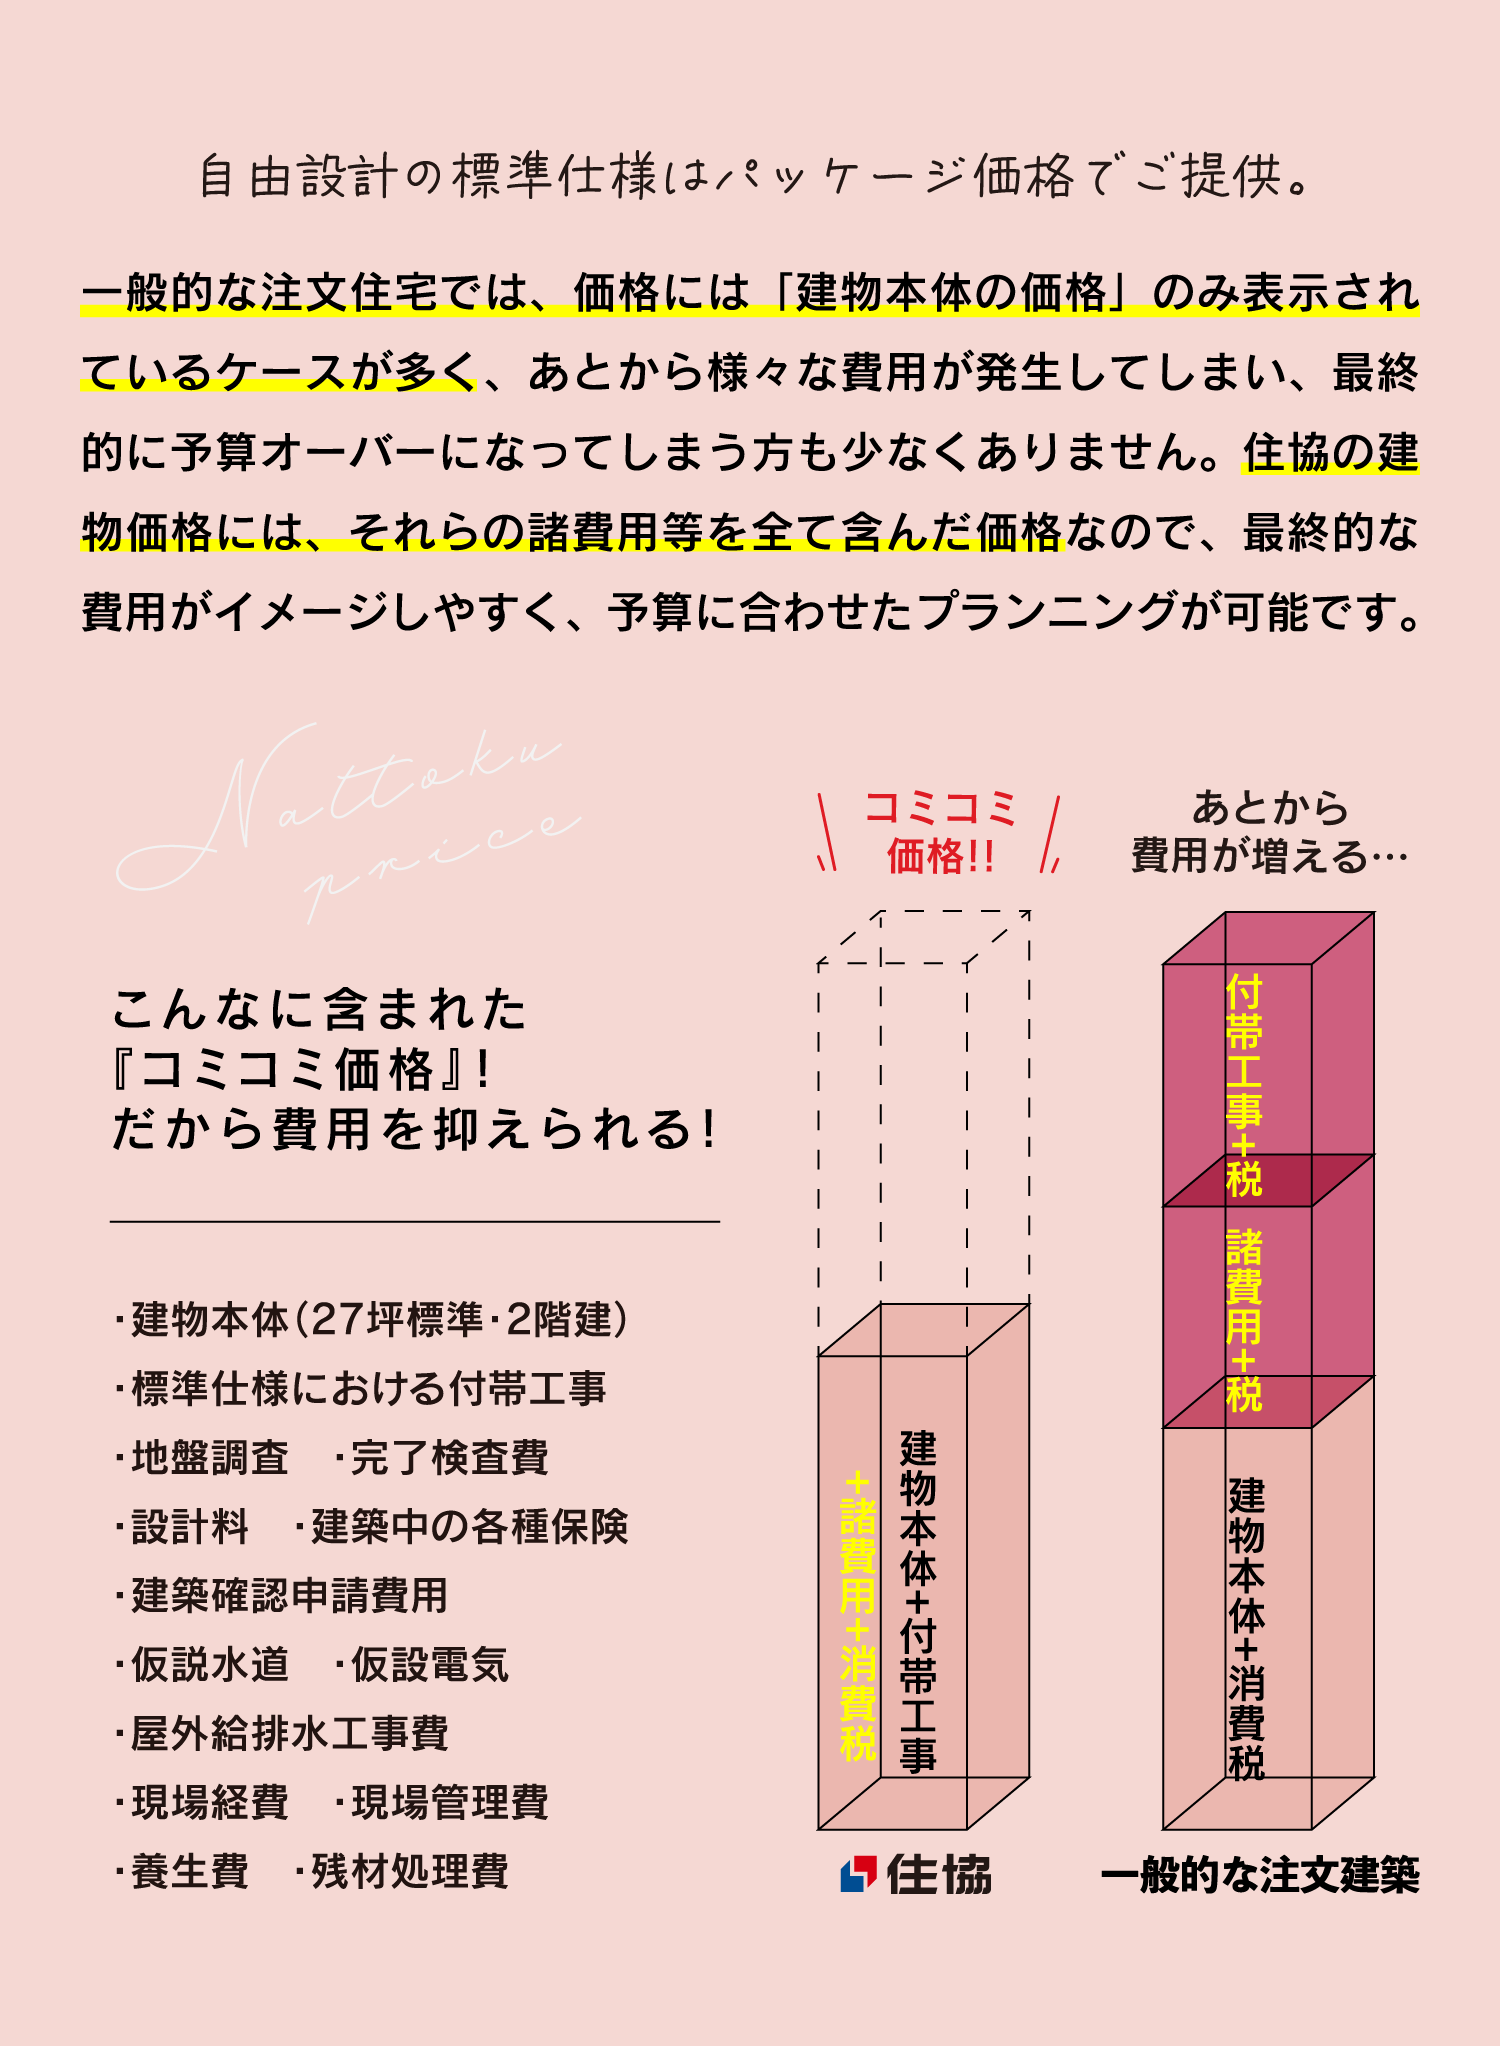 自由設計の標準仕様はパッケージ価格でご提供。
一般的な注文住宅では、価格には「建物本体の価格」のみ表示され
ているケースが多く、あとから様々な費用が発生してしまい、最終
的に予算オーバーになってしまう方も少なくありません。住協の建
物価格には、それらの諸費用等を全て含んだ価格なので、最終的な
費用がイメージしやすく、予算に合わせたプランニングが可能です。
Nattoku
price
こんなに含まれた
『コミコミ価格』!
だから費用を抑えられる!
・建物本体(27坪標準・2階建)
・標準仕様における付帯工事
・地盤調査　・完了検査費
・設計料　・建築中の各種保険
・建築確認申請費用
・仮説水道　・仮設電気
・屋外給排水工事費
・現場経費　・現場管理費
・養生費　・残材処理費
コミコミ
価格!!
建物本体+付帯工事
+諸費用+消費税
住協
あとから
費用が増える…
付帯工事+税
諸費用+税
建物本体+消費税
一般的な注文建築